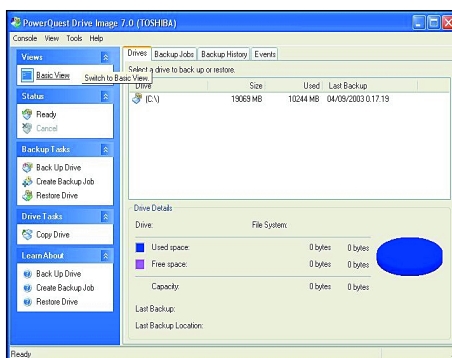 PowerQuest Drive Image 7.0 (TOSHIBA)
Console View Tools Help
Views
Basic View
Switch to Basic View.
Status
Ready
Cancel
Backup Tasks
Back Up Drive
Create Backup Job
Restore Drive
Drive Tasks
Copy Drive
Learn About
Back Up Drive
Create Backup Job
Restore Drive
Drives Backup Jobs Backup History Events
Select a drive to back up or restore.
Drive Size Used Last Backup
(C:\) 19069 MB 10244 MB 04/09/2003 0.17.19
Drive Details
Drive: File System:
Used space: 0 bytes 0 bytes
Free space: 0 bytes 0 bytes
Capacity: 0 bytes 0 bytes
Last Backup:
Last Backup Location:
Ready